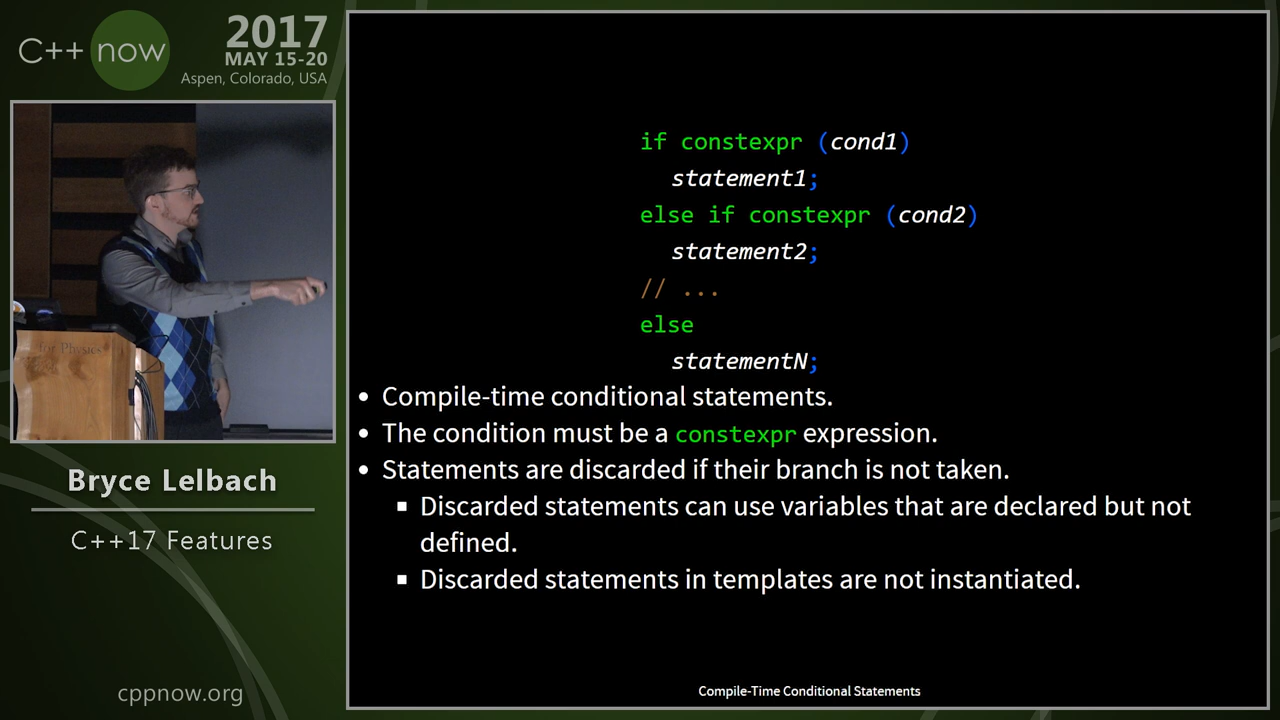 C++ now
2017
MAY 15-20
Aspen, Colorado, USA
for Physics
Bryce Lelbach
C++17 Features
cppnow.org
if constexpr (cond1)
statement1;
else if constexpr (cond2)
statement2;
// ...
else
statementN;
• Compile-time conditional statements.
• The condition must be a constexpr expression.
• Statements are discarded if their branch is not taken.
▪ Discarded statements can use variables that are declared but not
defined.
▪ Discarded statements in templates are not instantiated.
Compile-Time Conditional Statements